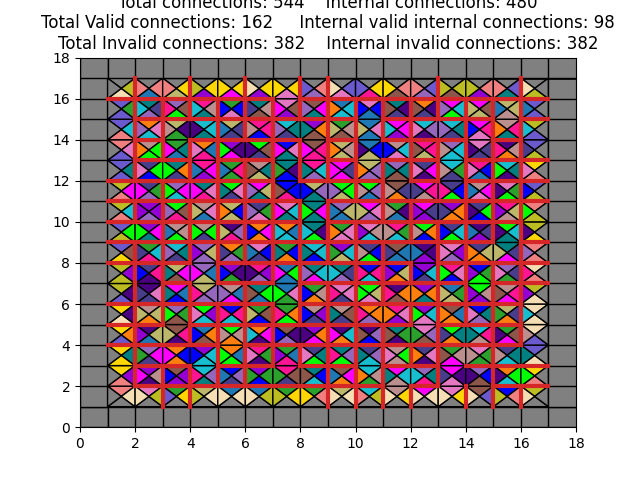 Total connections: 544    Internal connections: 480
Total Valid connections: 162    Internal valid internal connections: 98
Total Invalid connections: 382    Internal invalid connections: 382
18
16
14
12
10
8
6
4
2
0
0 2 4 6 8 10 12 14 16 18